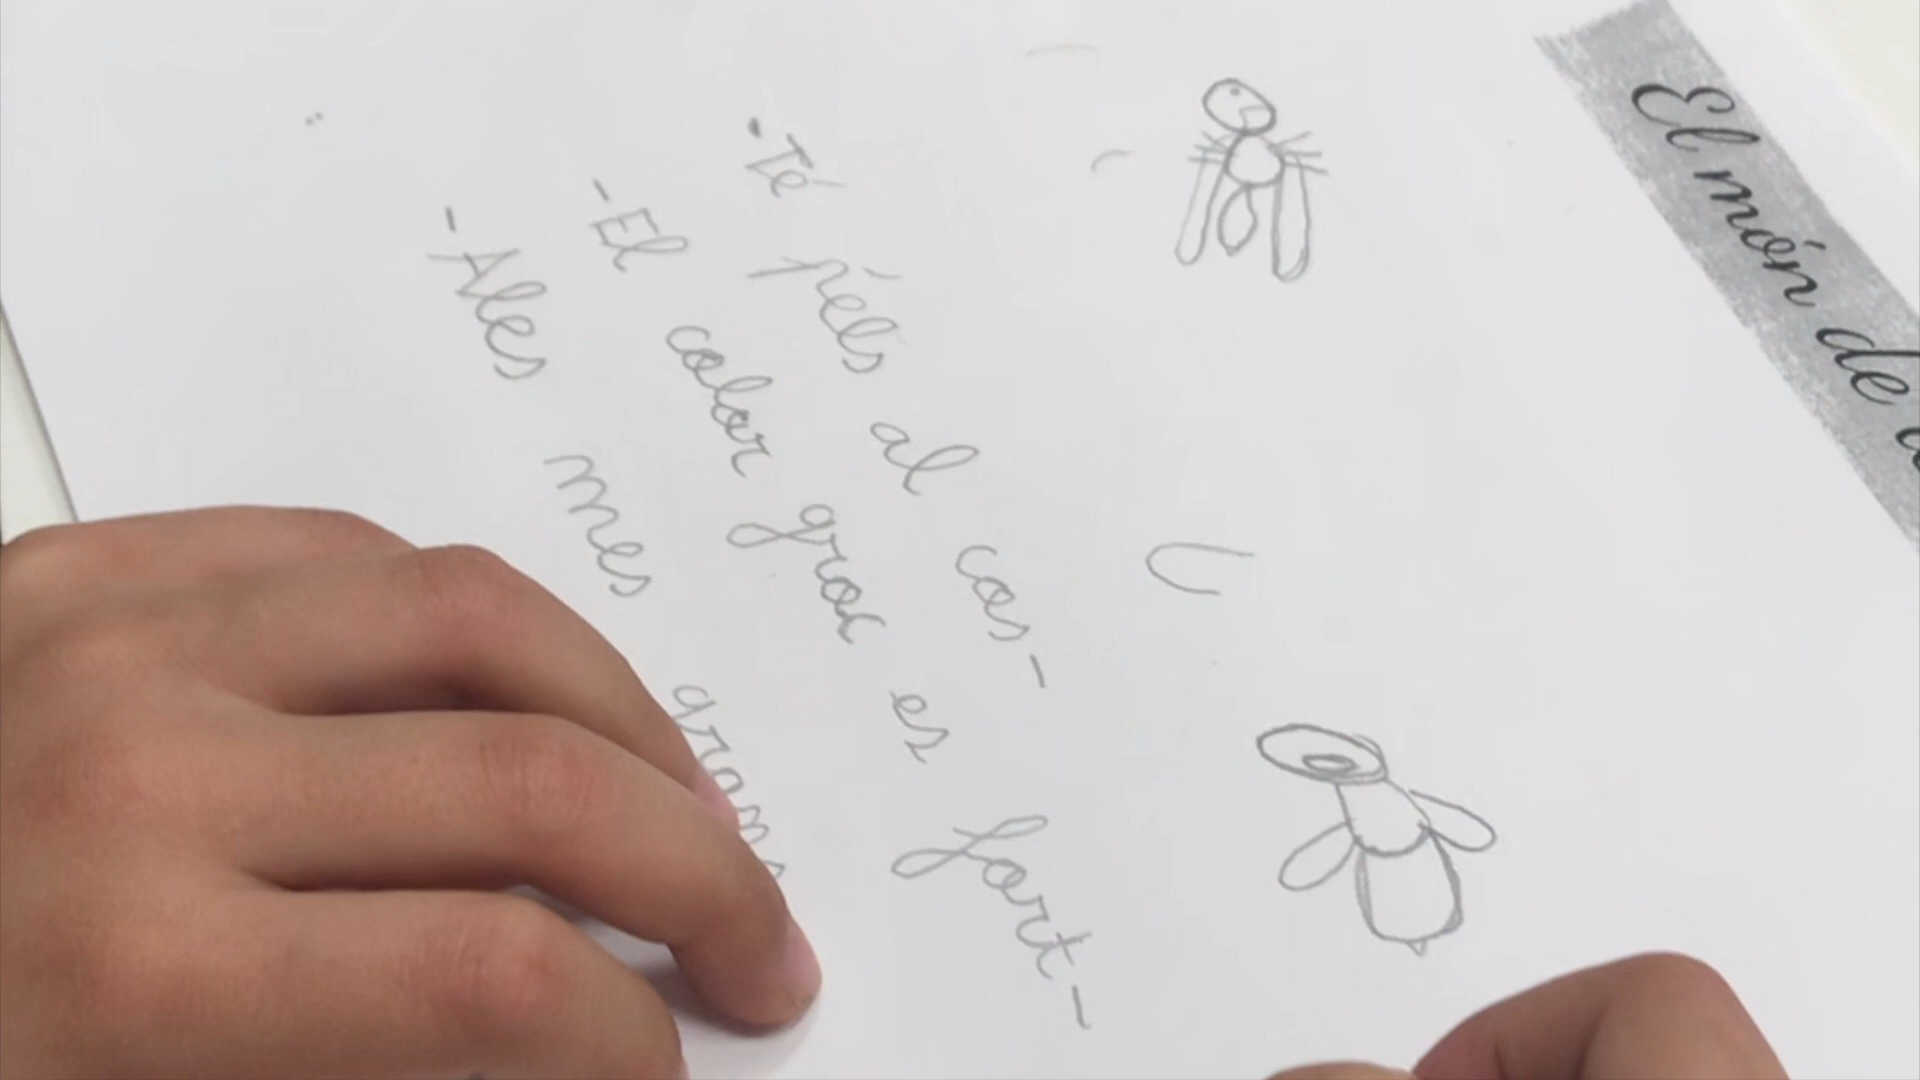 El món de
-Té pèls al cos-
-El color groc es fort-
-Ales mes